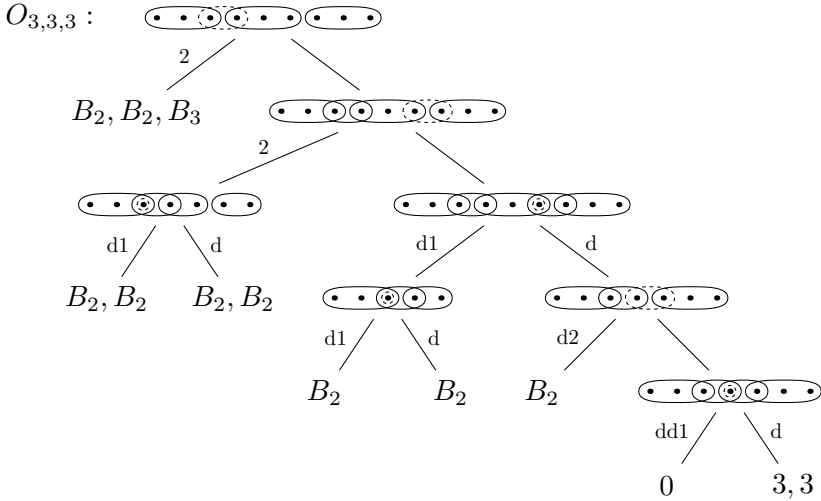 $O_{3,3,3}:$
2
$B_2, B_2, B_3$
2
d1 d d1 d
$B_2, B_2$ $B_2, B_2$
d1 d d2
$B_2$ $B_2$ $B_2$
dd1 d
0 3, 3